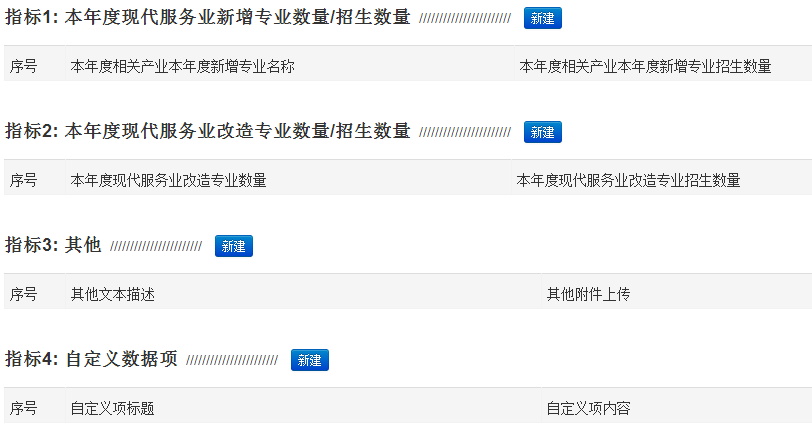 指标1: 本年度现代服务业新增专业数量/招生数量 /////////////////////// 新建
序号 本年度相关产业本年度新增专业名称 本年度相关产业本年度新增专业招生数量
指标2: 本年度现代服务业改造专业数量/招生数量 /////////////////////// 新建
序号 本年度现代服务业改造专业数量 本年度现代服务业改造专业招生数量
指标3: 其他 /////////////////////// 新建
序号 其他文本描述 其他附件上传
指标4: 自定义数据项 /////////////////////// 新建
序号 自定义项标题 自定义项内容